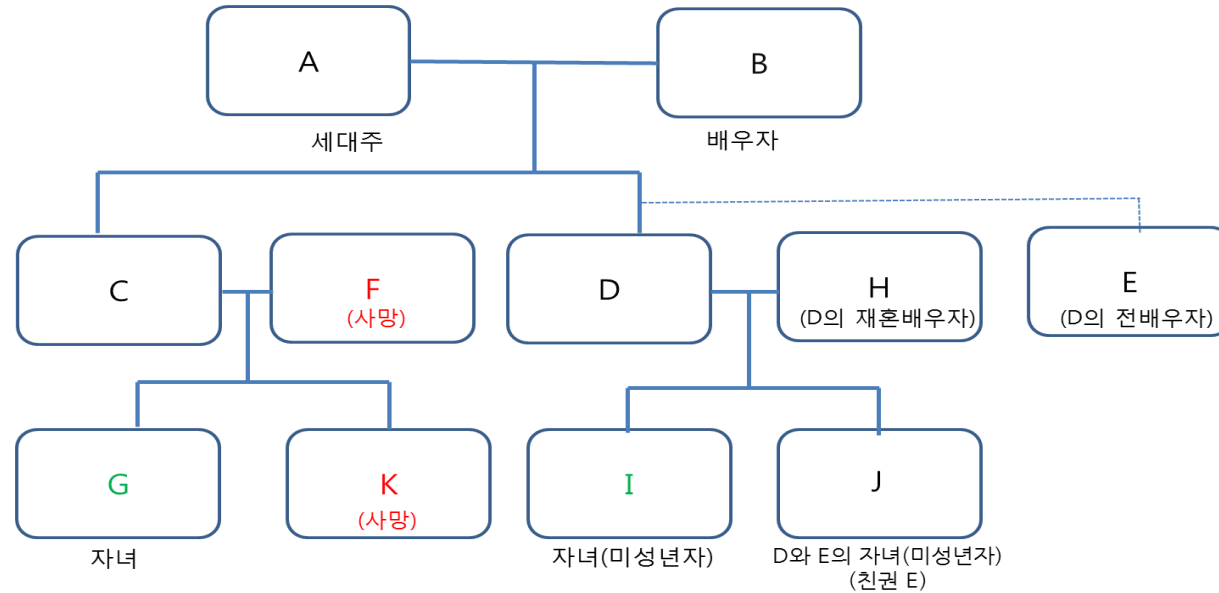 A
B
세대주
배우자
C
F
(사망)
D
H
(D의 재혼배우자)
E
(D의 전배우자)
G
K
(사망)
I
J
자녀
자녀(미성년자)
D와 E의 자녀(미성년자)
(친권 E)